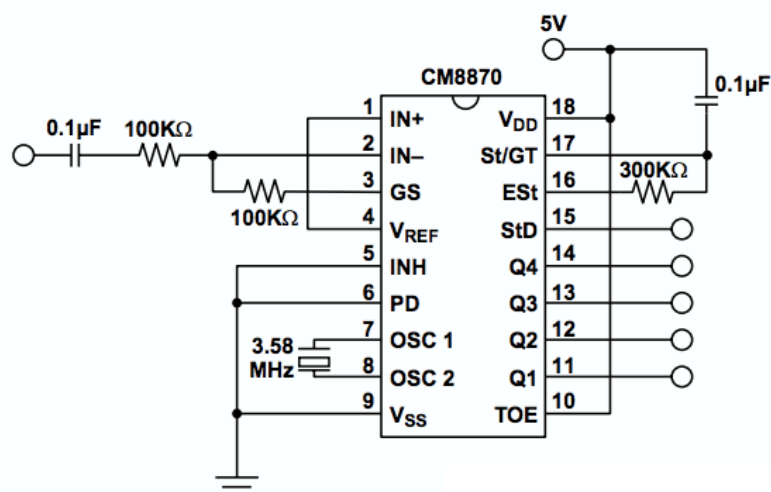 5V
CM8870
0.1µF
0.1µF 100KΩ
1 IN+ VDD 18
2 IN– St/GT 17
300KΩ
3 GS ESt 16
100KΩ
4 VREF StD 15
5 INH Q4 14
6 PD Q3 13
7 OSC 1 Q2 12
3.58
MHz
8 OSC 2 Q1 11
9 VSS TOE 10